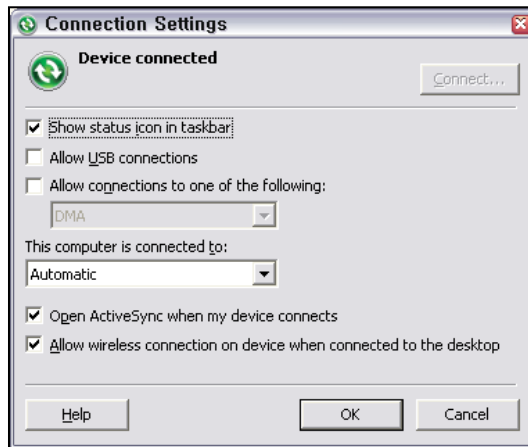 Connection Settings
Device connected
Connect...
Show status icon in taskbar
Allow USB connections
Allow connections to one of the following:
DMA
This computer is connected to:
Automatic
Open ActiveSync when my device connects
Allow wireless connection on device when connected to the desktop
Help
OK
Cancel